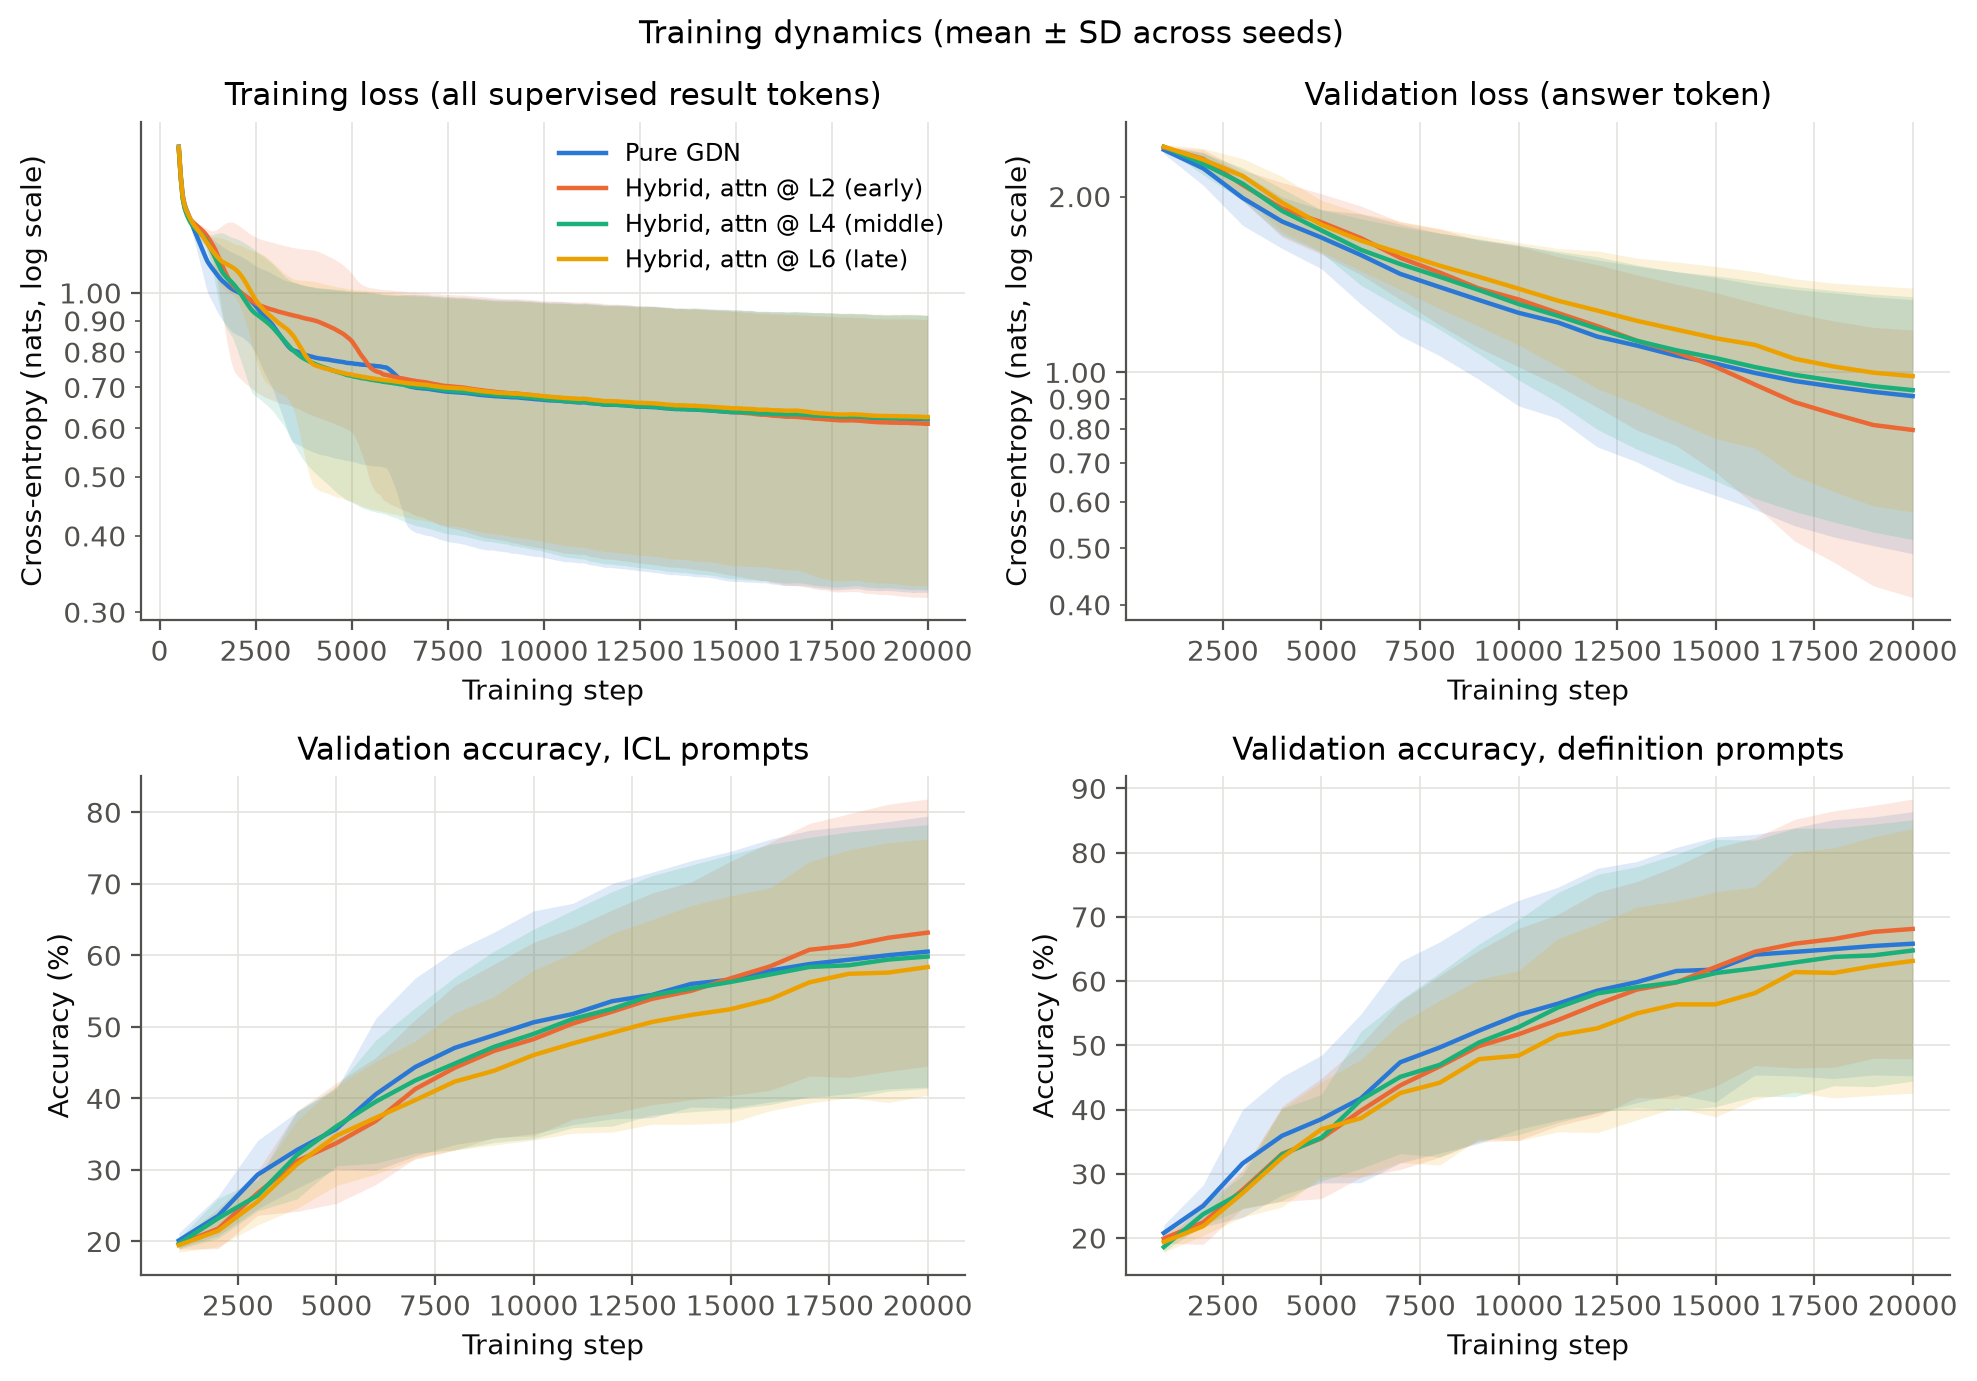 Training dynamics (mean ± SD across seeds)
Training loss (all supervised result tokens)
Cross-entropy (nats, log scale)
1.00
0.90
0.80
0.70
0.60
0.50
0.40
0.30
Pure GDN
Hybrid, attn @ L2 (early)
Hybrid, attn @ L4 (middle)
Hybrid, attn @ L6 (late)
0 2500 5000 7500 10000 12500 15000 17500 20000
Training step
Validation loss (answer token)
Cross-entropy (nats, log scale)
2.00
1.00
0.90
0.80
0.70
0.60
0.50
0.40
2500 5000 7500 10000 12500 15000 17500 20000
Training step
Validation accuracy, ICL prompts
Accuracy (%)
80
70
60
50
40
30
20
2500 5000 7500 10000 12500 15000 17500 20000
Training step
Validation accuracy, definition prompts
Accuracy (%)
90
80
70
60
50
40
30
20
2500 5000 7500 10000 12500 15000 17500 20000
Training step